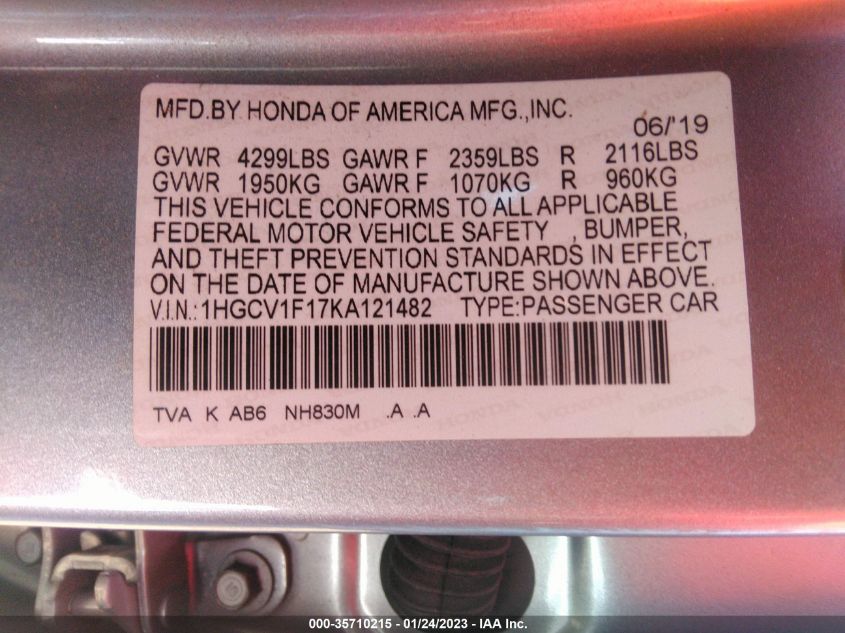 MFD.BY HONDA OF AMERICA MFG.,INC.
06/'19
GVWR 4299LBS GAWR F 2359LBS R 2116LBS
GVWR 1950KG GAWR F 1070KG R 960KG
THIS VEHICLE CONFORMS TO ALL APPLICABLE
FEDERAL MOTOR VEHICLE SAFETY , BUMPER,
AND THEFT PREVENTION STANDARDS IN EFFECT
ON THE DATE OF MANUFACTURE SHOWN ABOVE.
V.I.N.:1HGCV1F17KA121482 TYPE:PASSENGER CAR
TVA K AB6 NH830M .A .A
000-35710215 - 01/24/2023 - IAA Inc.